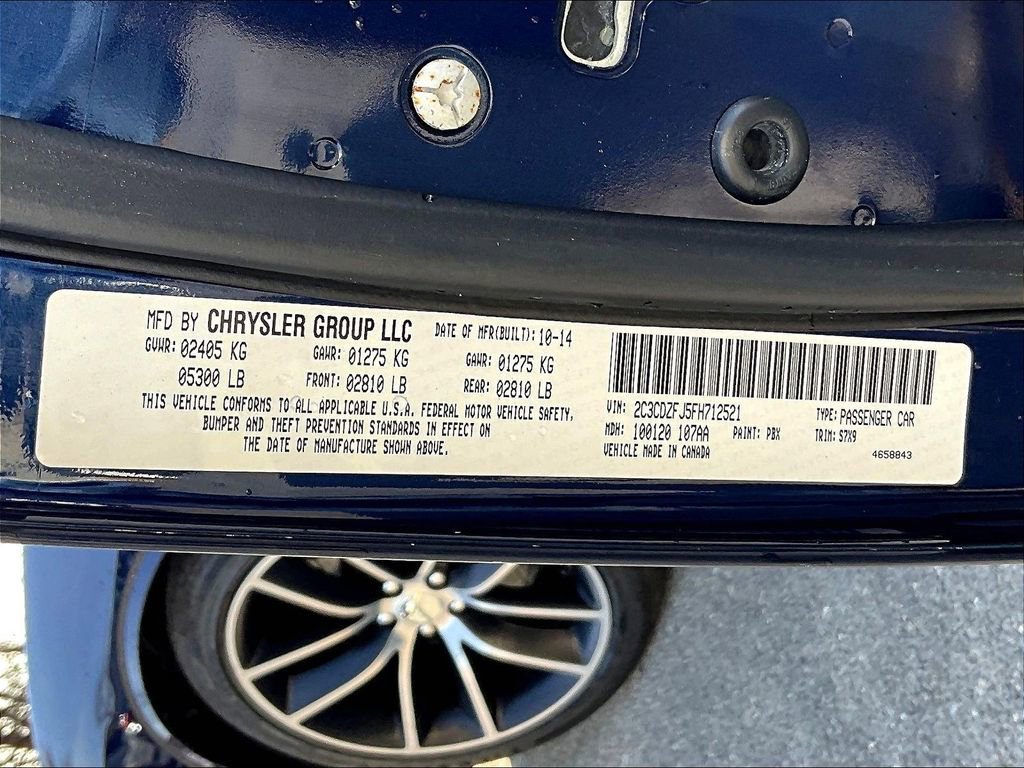 MFD BY CHRYSLER GROUP LLC DATE OF MFR(BUILT): 10-14
GVWR: 02405 KG GAWR: 01275 KG GAWR: 01275 KG
05300 LB FRONT: 02810 LB REAR: 02810 LB
THIS VEHICLE CONFORMS TO ALL APPLICABLE U.S.A. FEDERAL MOTOR VEHICLE SAFETY,
BUMPER AND THEFT PREVENTION STANDARDS IN EFFECT ON
THE DATE OF MANUFACTURE SHOWN ABOVE.
VIN: 2C3CDZFJ5FH712521 TYPE: PASSENGER CAR
MDH: 100120 107AA PAINT: PBX TRIM: S7X9
VEHICLE MADE IN CANADA 4658843